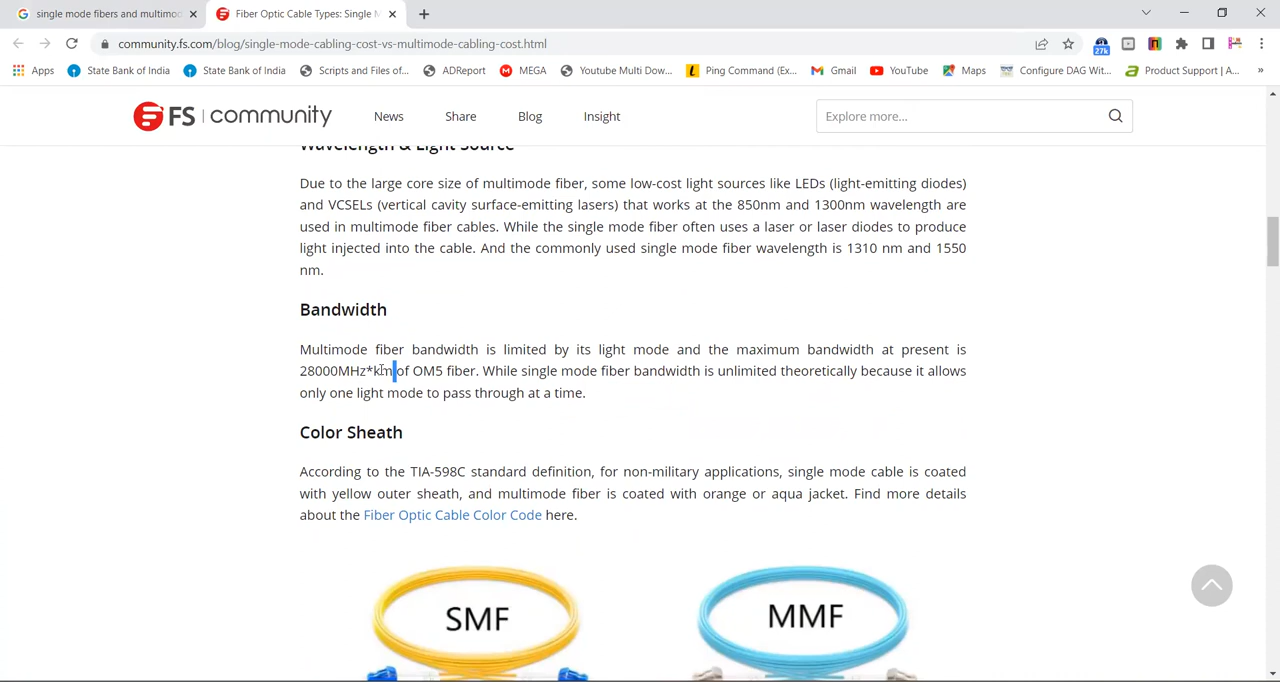 single mode fibers and multimod
Fiber Optic Cable Types: Single M
community.fs.com/blog/single-mode-cabling-cost-vs-multimode-cabling-cost.html
27k
Apps
State Bank of India
State Bank of India
Scripts and Files of...
ADReport
MEGA
Youtube Multi Dow...
Ping Command (Ex...
Gmail
YouTube
Maps
Configure DAG Wit...
Product Support | A...
»
FS | community
News
Share
Blog
Insight
Explore more...
Wavelength & Light Source
Due to the large core size of multimode fiber, some low-cost light sources like LEDs (light-emitting diodes)
and VCSELs (vertical cavity surface-emitting lasers) that works at the 850nm and 1300nm wavelength are
used in multimode fiber cables. While the single mode fiber often uses a laser or laser diodes to produce
light injected into the cable. And the commonly used single mode fiber wavelength is 1310 nm and 1550
nm.
Bandwidth
Multimode fiber bandwidth is limited by its light mode and the maximum bandwidth at present is
28000MHz*km of OM5 fiber. While single mode fiber bandwidth is unlimited theoretically because it allows
only one light mode to pass through at a time.
Color Sheath
According to the TIA-598C standard definition, for non-military applications, single mode cable is coated
with yellow outer sheath, and multimode fiber is coated with orange or aqua jacket. Find more details
about the Fiber Optic Cable Color Code here.
SMF
MMF